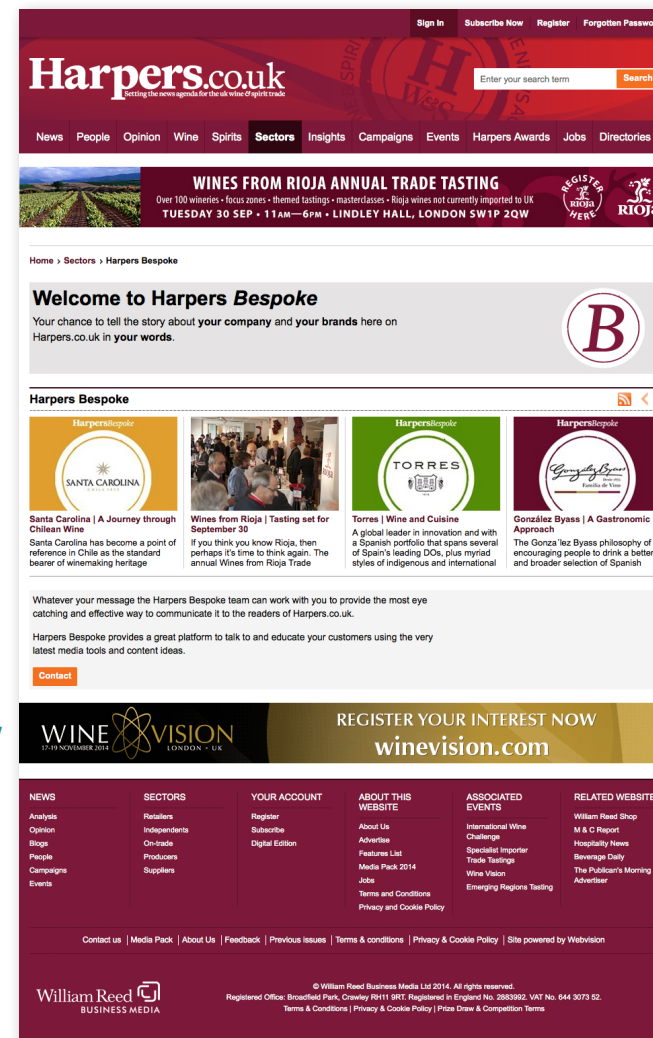 Sign In Subscribe Now Register Forgotten Passwo
Harpers.co.uk
Setting the news agenda for the uk wine & spirit trade
Enter your search term Search
News People Opinion Wine Spirits Sectors Insights Campaigns Events Harpers Awards Jobs Directories
WINES FROM RIOJA ANNUAL TRADE TASTING
Over 100 wineries • focus zones • themed tastings • masterclasses • Rioja wines not currently imported to UK
TUESDAY 30 SEP • 11AM—6PM • LINDLEY HALL, LONDON SW1P 2QW
REGISTER
RIOJA
HERE
RIOJA
Home › Sectors › Harpers Bespoke
Welcome to Harpers Bespoke
Your chance to tell the story about your company and your brands here on
Harpers.co.uk in your words.
B
Harpers Bespoke
HarpersBespoke
SANTA CAROLINA
Santa Carolina | A Journey through
Chilean Wine
Santa Carolina has become a point of
reference in Chile as the standard
bearer of winemaking heritage
Wines from Rioja | Tasting set for
September 30
If you think you know Rioja, then
perhaps it's time to think again. The
annual Wines from Rioja Trade
HarpersBespoke
TORRES
Torres | Wine and Cuisine
A global leader in innovation and with
a Spanish portfolio that spans several
of Spain's leading DOs, plus myriad
styles of indigenous and international
HarpersBespoke
González Byass
Familia de Vino
González Byass | A Gastronomic
Approach
The Gonza´lez Byass philosophy of
encouraging people to drink a better
and broader selection of Spanish
Whatever your message the Harpers Bespoke team can work with you to provide the most eye
catching and effective way to communicate it to the readers of Harpers.co.uk.
Harpers Bespoke provides a great platform to talk to and educate your customers using the very
latest media tools and content ideas.
Contact
WINE VISION
17-19 NOVEMBER 2014 LONDON • UK
REGISTER YOUR INTEREST NOW
winevision.com
NEWS
Analysis
Opinion
Blogs
People
Campaigns
Events
SECTORS
Retailers
Independents
On-trade
Producers
Suppliers
YOUR ACCOUNT
Register
Subscribe
Digital Edition
ABOUT THIS
WEBSITE
About Us
Advertise
Features List
Media Pack 2014
Jobs
Terms and Conditions
Privacy and Cookie Policy
ASSOCIATED
EVENTS
International Wine
Challenge
Specialist Importer
Trade Tastings
Wine Vision
Emerging Regions Tasting
RELATED WEBSITE
William Reed Shop
M & C Report
Hospitality News
Beverage Daily
The Publican's Morning
Advertiser
Contact us | Media Pack | About Us | Feedback | Previous issues | Terms & conditions | Privacy & Cookie Policy | Site powered by Webvision
William Reed
BUSINESS MEDIA
© William Reed Business Media Ltd 2014. All rights reserved.
Registered Office: Broadfield Park, Crawley RH11 9RT. Registered in England No. 2883992. VAT No. 644 3073 52.
Terms & Conditions | Privacy & Cookie Policy | Prize Draw & Competition Terms